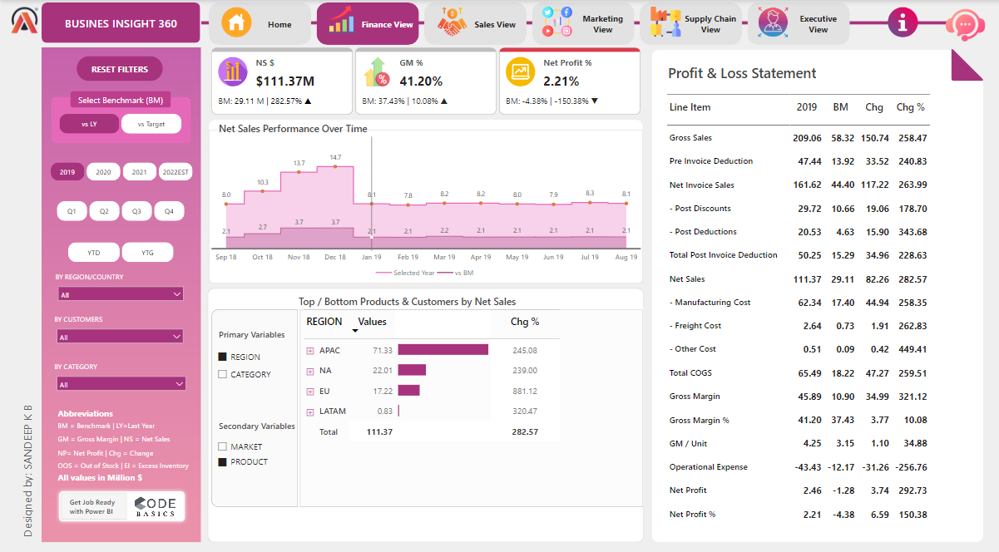 BUSINES INSIGHT 360
Home
Finance View
Sales View
Marketing
View
Supply Chain
View
Executive
View
RESET FILTERS
Select Benchmark (BM)
vs LY
vs Target
2019
2020
2021
2022EST
Q1
Q2
Q3
Q4
YTD
YTG
BY REGION/COUNTRY
All
BY CUSTOMERS
All
BY CATEGORY
All
Abbreviations
BM = Benchmark | LY=Last Year
GM = Gross Margin | NS = Net Sales
NP= Net Profit | Chg = Change
OOS = Out of Stock | EI = Excess Inventory
All values in Million $
Get Job Ready
with Power BI
CODE
BASICS
Designed by: SANDEEP K B
NS $
$111.37M
BM: 29.11 M | 282.57% ▲
GM %
41.20%
BM: 37.43% | 10.08% ▲
Net Profit %
2.21%
BM: -4.38% | -150.38% ▼
Net Sales Performance Over Time
8.0 10.3 13.7 14.7 8.1 7.8 8.2 8.2 8.0 7.9 8.3 8.1
2.1 2.7 3.7 3.7 2.1 2.1 2.2 2.1 2.1 2.1 2.1 2.1
Sep 18 Oct 18 Nov 18 Dec 18 Jan 19 Feb 19 Mar 19 Apr 19 May 19 Jun 19 Jul 19 Aug 19
Selected Year vs BM
Top / Bottom Products & Customers by Net Sales
Primary Variables
REGION
CATEGORY
Secondary Variables
MARKET
PRODUCT
REGION Values Chg %
APAC 71.33 245.08
NA 22.01 239.00
EU 17.22 881.12
LATAM 0.83 320.47
Total 111.37 282.57
Profit & Loss Statement
Line Item 2019 BM Chg Chg %
Gross Sales 209.06 58.32 150.74 258.47
Pre Invoice Deduction 47.44 13.92 33.52 240.83
Net Invoice Sales 161.62 44.40 117.22 263.99
- Post Discounts 29.72 10.66 19.06 178.70
- Post Deductions 20.53 4.63 15.90 343.68
Total Post Invoice Deduction 50.25 15.29 34.96 228.63
Net Sales 111.37 29.11 82.26 282.57
- Manufacturing Cost 62.34 17.40 44.94 258.35
- Freight Cost 2.64 0.73 1.91 262.83
- Other Cost 0.51 0.09 0.42 449.41
Total COGS 65.49 18.22 47.27 259.51
Gross Margin 45.89 10.90 34.99 321.12
Gross Margin % 41.20 37.43 3.77 10.08
GM / Unit 4.25 3.15 1.10 34.88
Operational Expense -43.43 -12.17 -31.26 -256.76
Net Profit 2.46 -1.28 3.74 292.73
Net Profit % 2.21 -4.38 6.59 150.38